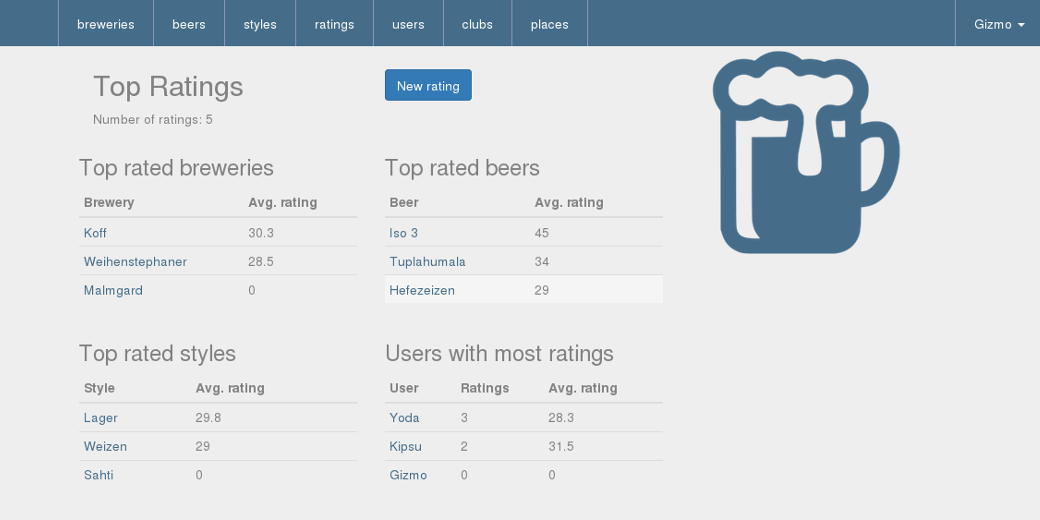 breweries beers styles ratings users clubs places Gizmo
Top Ratings
New rating
Number of ratings: 5
Top rated breweries
Brewery Avg. rating
Koff 30.3
Weihenstephaner 28.5
Malmgard 0
Top rated beers
Beer Avg. rating
Iso 3 45
Tuplahumala 34
Hefezeizen 29
Top rated styles
Style Avg. rating
Lager 29.8
Weizen 29
Sahti 0
Users with most ratings
User Ratings Avg. rating
Yoda 3 28.3
Kipsu 2 31.5
Gizmo 0 0